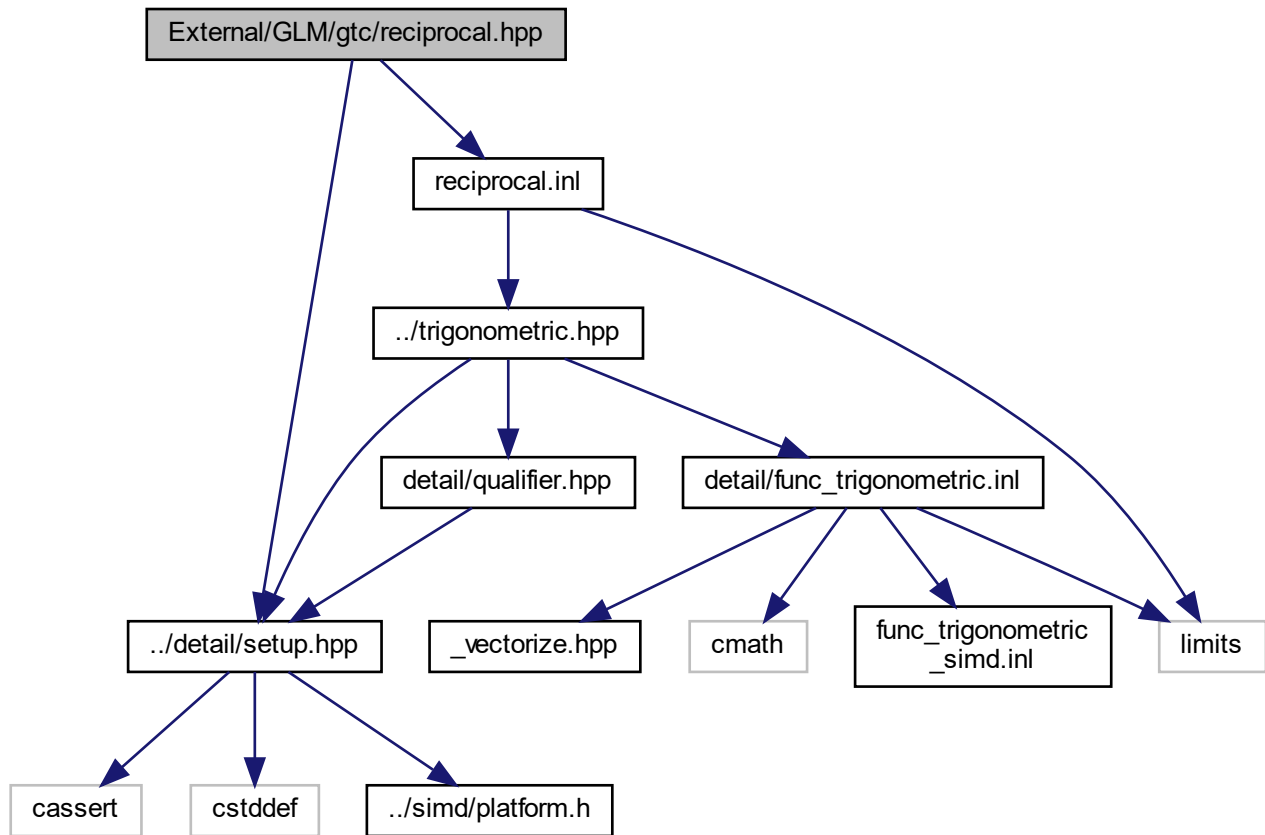 External/GLM/gtc/reciprocal.hpp
reciprocal.inl
../trigonometric.hpp
detail/qualifier.hpp
detail/func_trigonometric.inl
../detail/setup.hpp
_vectorize.hpp
cmath
func_trigonometric
_simd.inl
limits
cassert
cstddef
../simd/platform.h